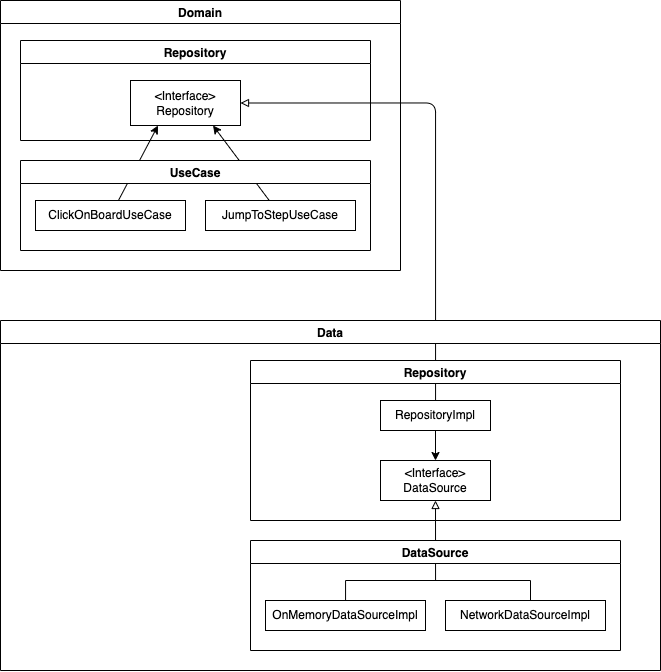 Domain
Repository
<Interface>
Repository
UseCase
ClickOnBoardUseCase
JumpToStepUseCase
Data
Repository
RepositoryImpl
<Interface>
DataSource
DataSource
OnMemoryDataSourceImpl
NetworkDataSourceImpl